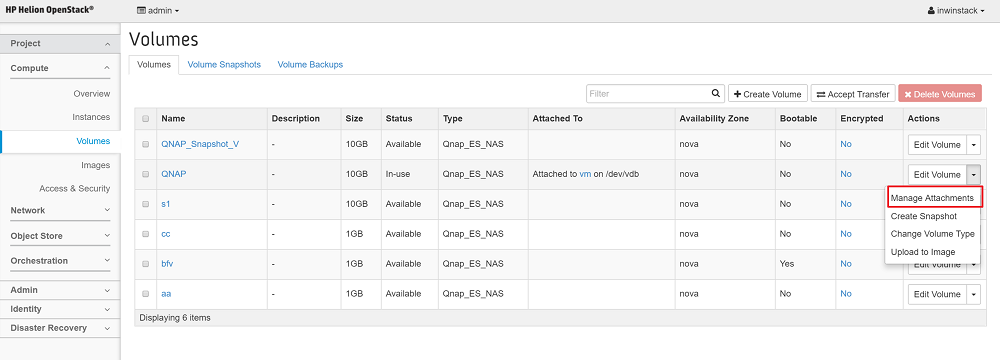 HP Helion OpenStack®
admin
inwinstack
Project
Compute
Overview
Instances
Volumes
Images
Access & Security
Network
Object Store
Orchestration
Admin
Identity
Disaster Recovery
Volumes
Volumes Volume Snapshots Volume Backups
Filter Create Volume Accept Transfer Delete Volumes
Name Description Size Status Type Attached To Availability Zone Bootable Encrypted Actions
QNAP_Snapshot_V - 10GB Available Qnap_ES_NAS nova No No Edit Volume
QNAP - 10GB In-use Qnap_ES_NAS Attached to vm on /dev/vdb nova No No Edit Volume
s1 - 10GB Available Qnap_ES_NAS nova No No
cc - 1GB Available Qnap_ES_NAS nova No No
bfv - 1GB Available Qnap_ES_NAS nova Yes No
aa - 1GB Available Qnap_ES_NAS nova No No Edit Volume
Manage Attachments
Create Snapshot
Change Volume Type
Upload to Image
Displaying 6 items